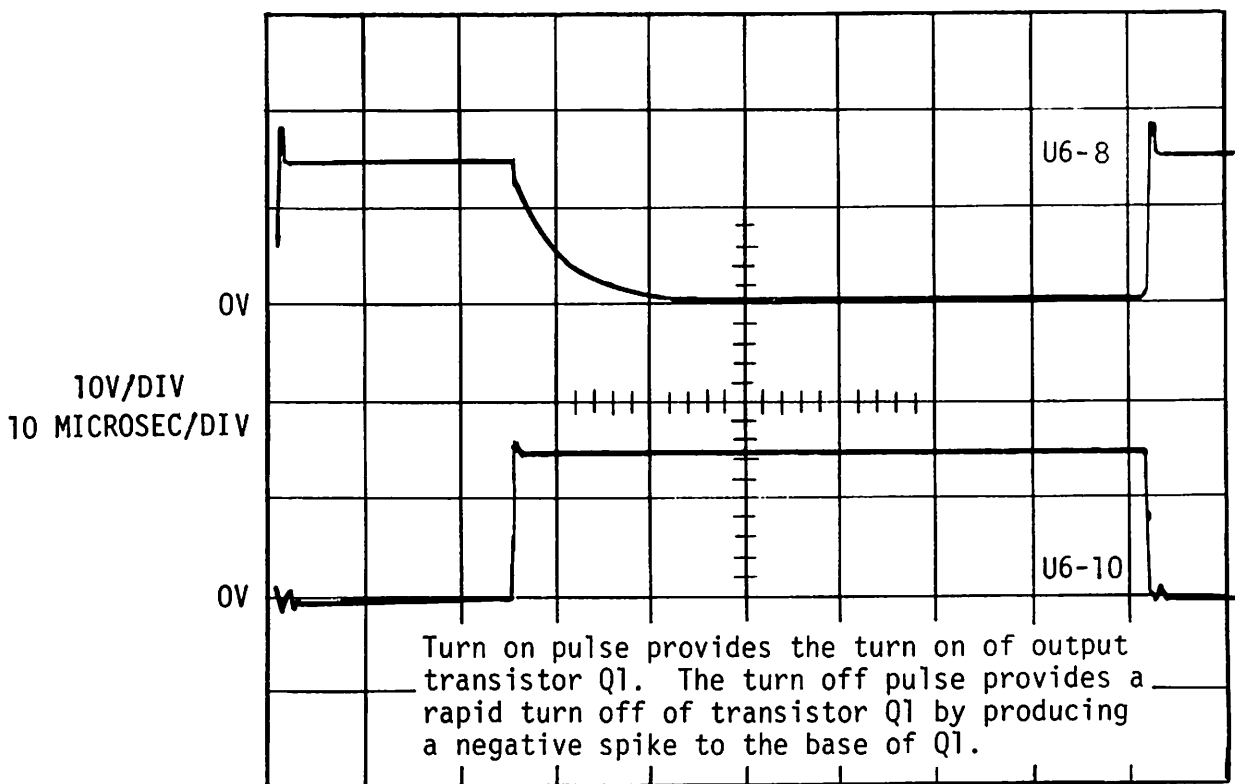 U6-8
0V
10V/DIV
10 MICROSEC/DIV
U6-10
0V
Turn on pulse provides the turn on of output
transistor Q1. The turn off pulse provides a
rapid turn off of transistor Q1 by producing
a negative spike to the base of Q1.